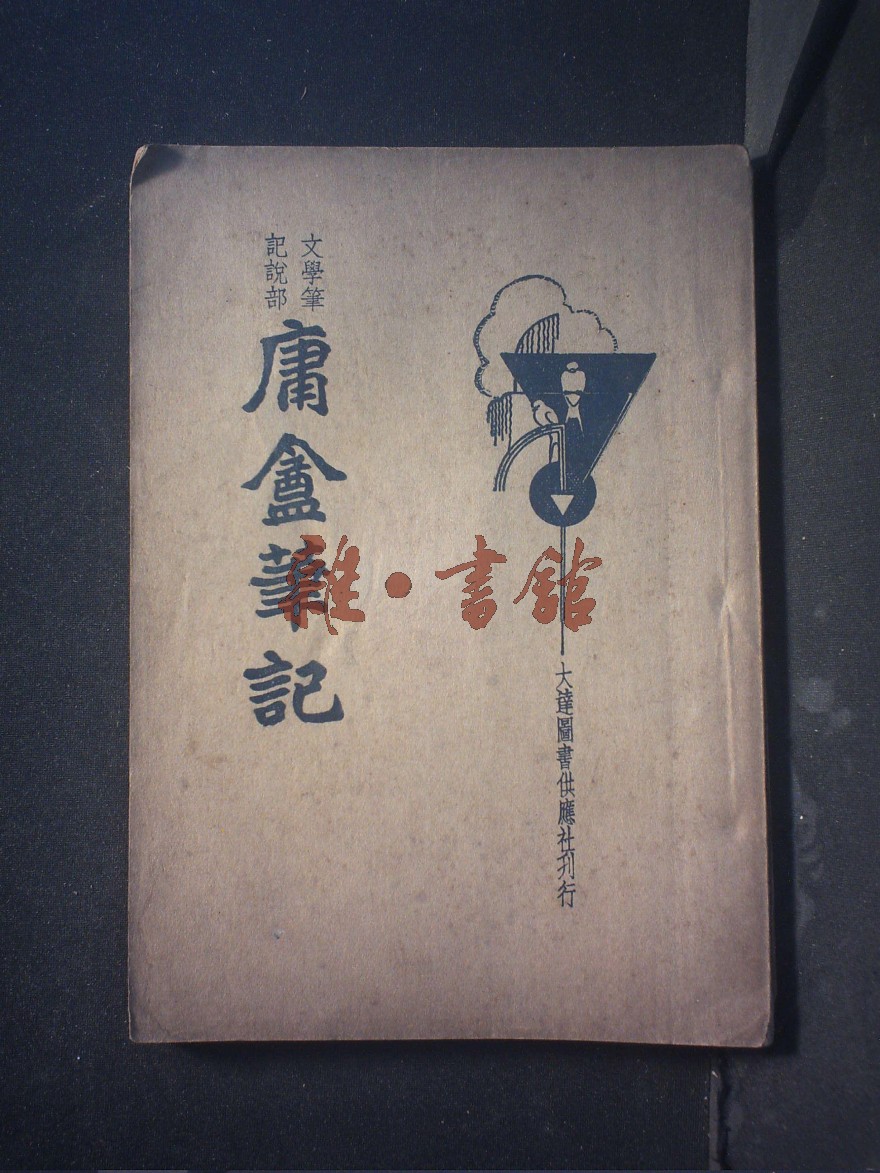 大達圖書供應社刋行
文學筆
記說部
庸盦筆記
雜·書館